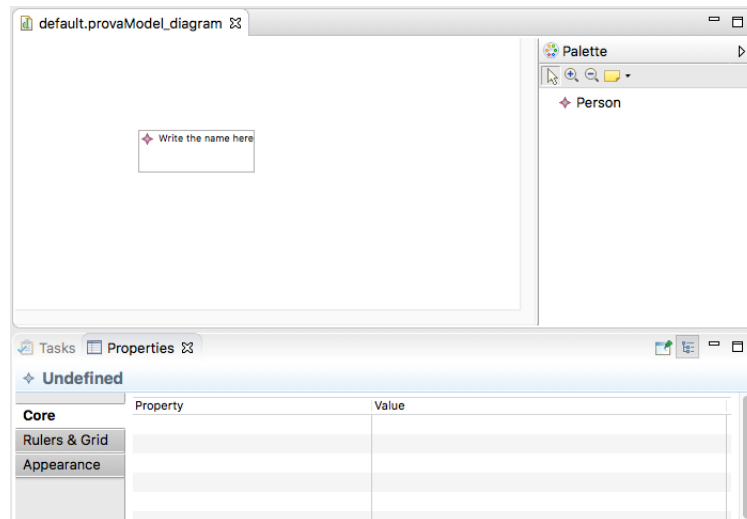 default.provaModel_diagram
Palette
Person
Write the name here
Tasks Properties
Undefined
Property Value
Core
Rulers & Grid
Appearance